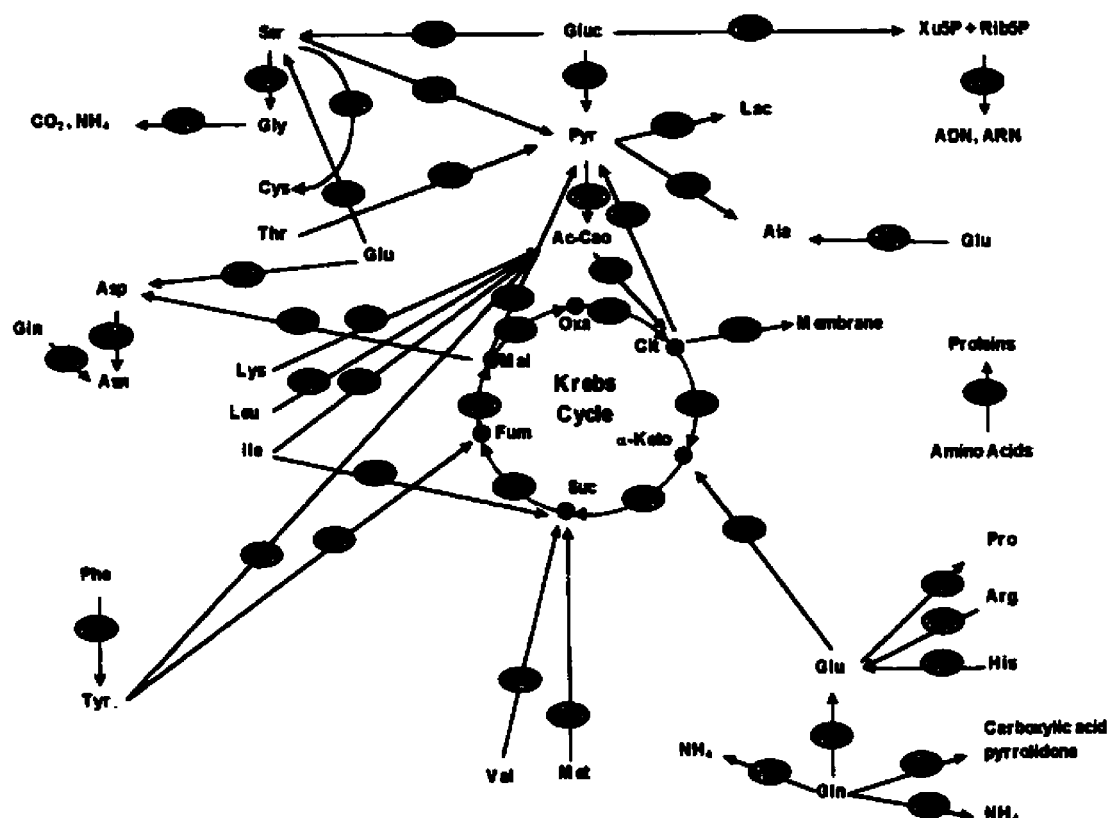 Ser
Gluc
Xu5P + Rib5P
CO₂, NH₄
Gly
Pyr
Lac
ADN, ARN
Cys
Thr
Glu
Ac-Cao
Ala
Glu
Asp
Gln
Asn
Oxa
Cit
Membrane
Lys
Mal
Krebs
Cycle
Proteins
Leu
Ile
Fum
α-Keto
Amino Acids
Suc
Phe
Pro
Arg
Glu
His
Tyr
Val
Met
NH₄
Gln
Carboxylic acid
pyrrolidone
NH₄